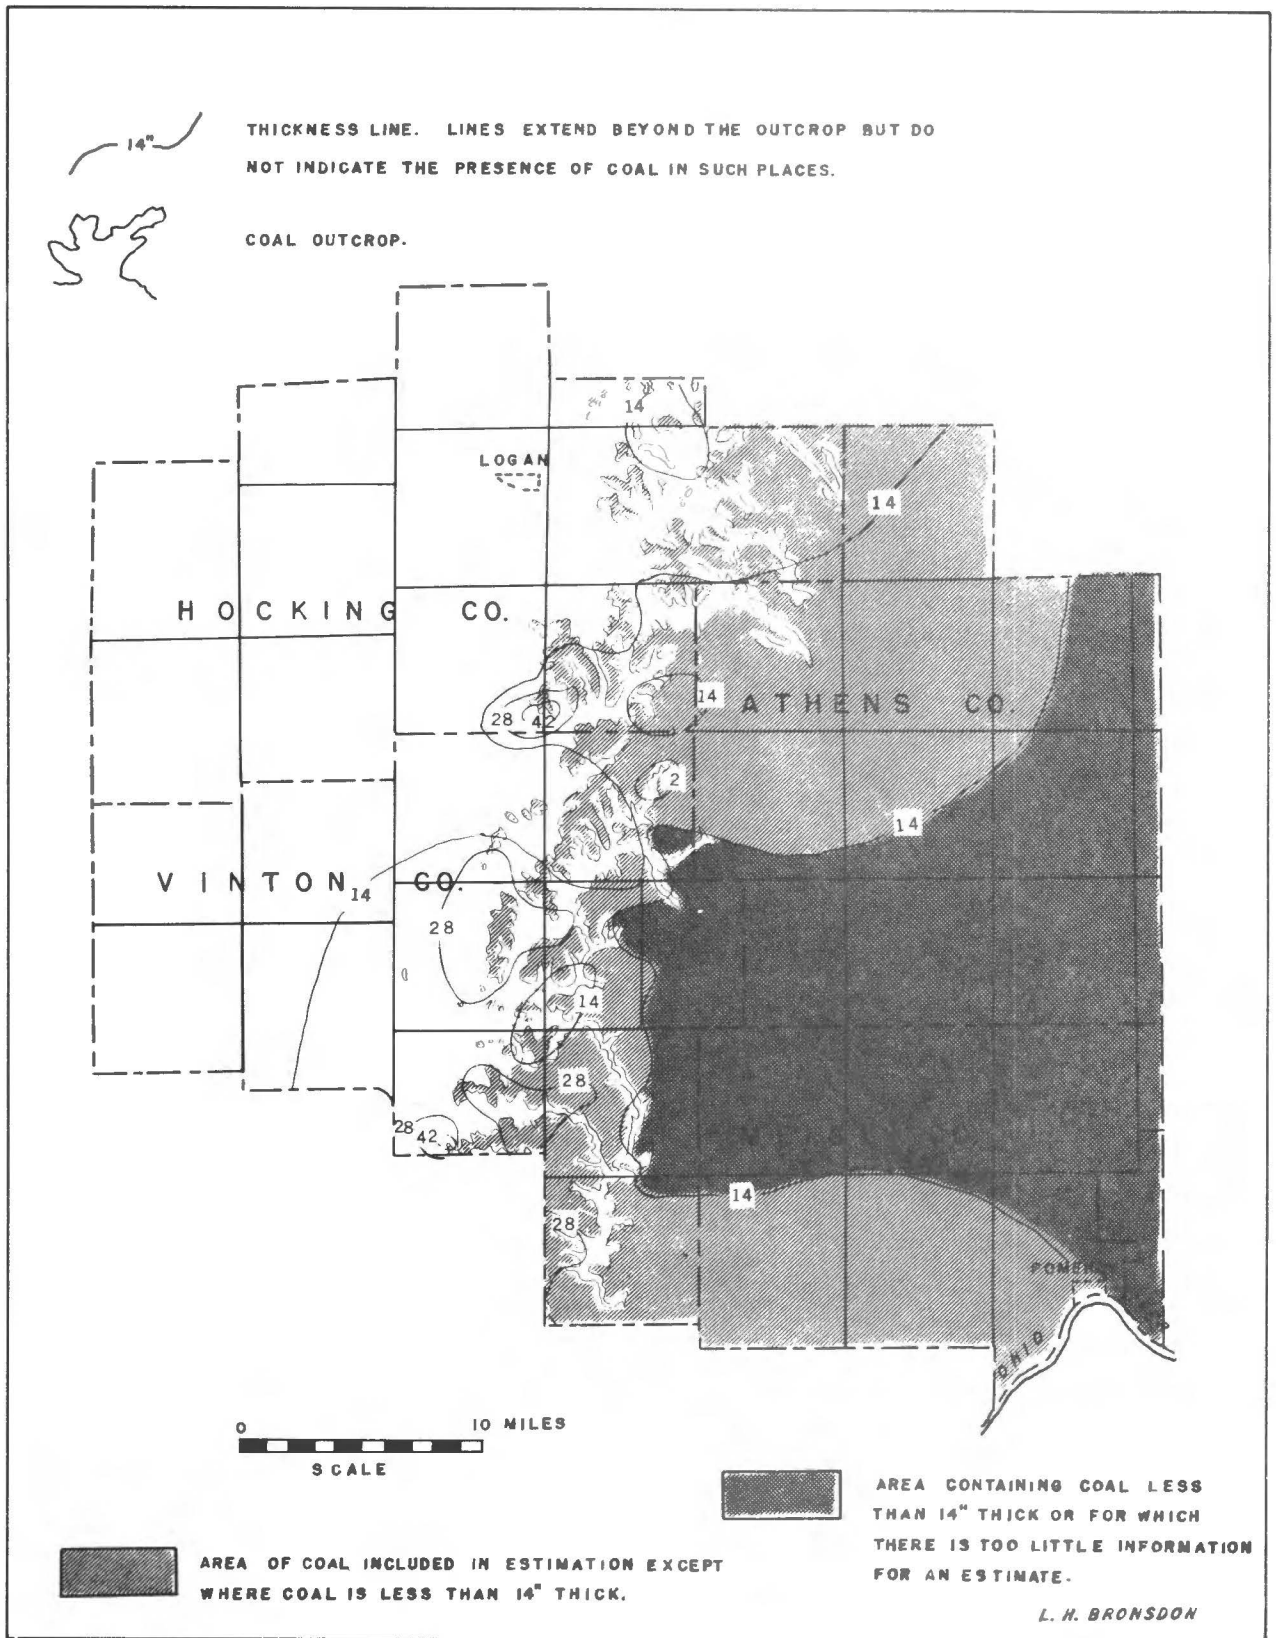 14"
THICKNESS LINE. LINES EXTEND BEYOND THE OUTCROP BUT DO
NOT INDICATE THE PRESENCE OF COAL IN SUCH PLACES.
COAL OUTCROP.
14
LOGAN
14
HOCKING CO.
14
ATHENS CO.
28
42
2
14
VINTON CO.
14
28
14
28
28
42
14
28
OHIO
0
10 MILES
SCALE
AREA CONTAINING COAL LESS
THAN 14" THICK OR FOR WHICH
THERE IS TOO LITTLE INFORMATION
FOR AN ESTIMATE.
AREA OF COAL INCLUDED IN ESTIMATION EXCEPT
WHERE COAL IS LESS THAN 14" THICK.
L. H. BRONSDON